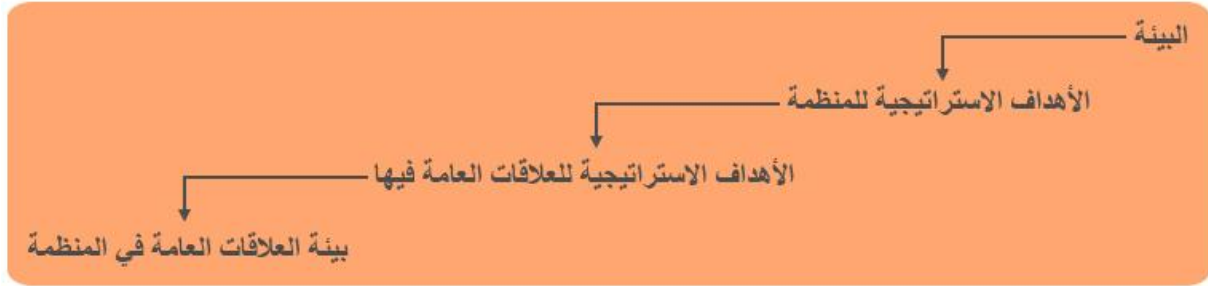 البيئة
الأهداف الاستراتيجية للمنظمة
الأهداف الاستراتيجية للعلاقات العامة فيها
بيئة العلاقات العامة في المنظمة